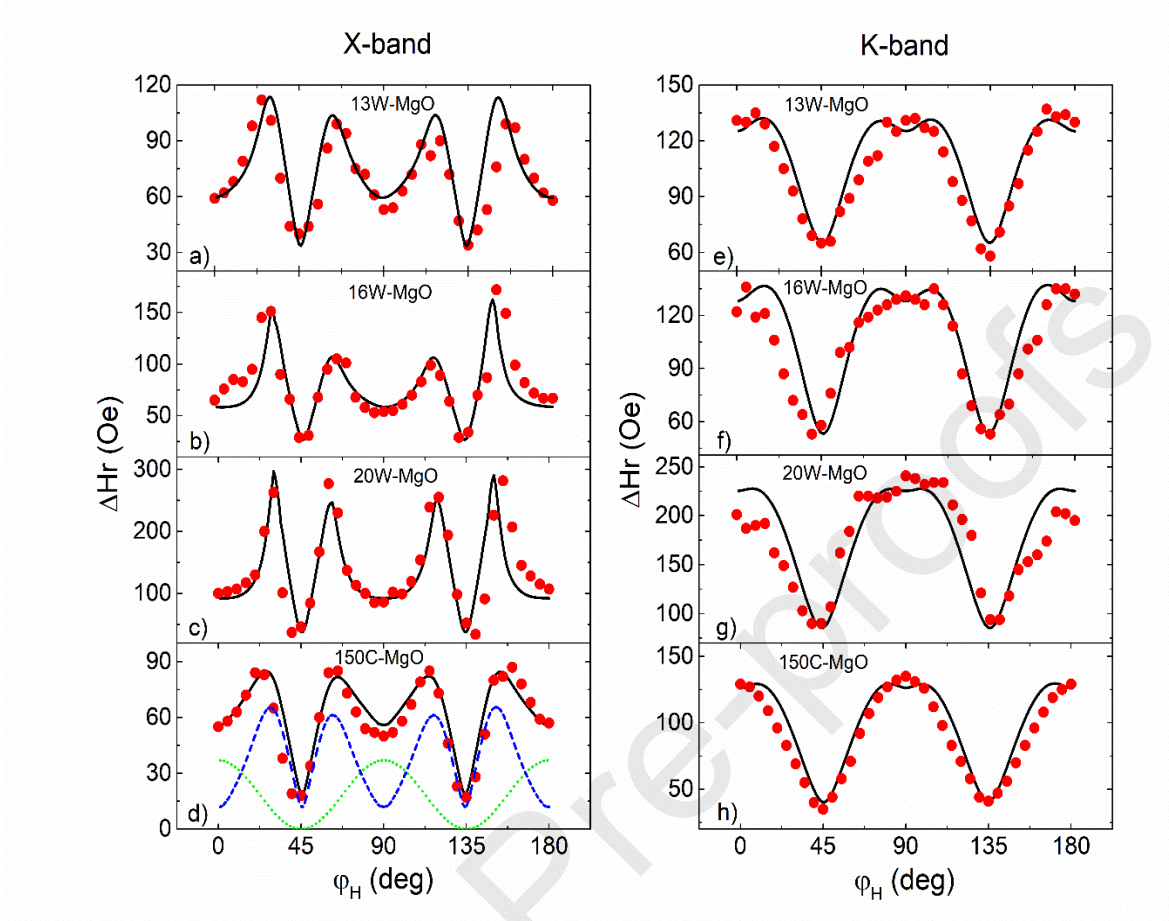 X-band
K-band
120
90
60
30
13W-MgO
a)
150
120
90
60
13W-MgO
e)
150
100
50
16W-MgO
b)
120
90
60
16W-MgO
f)
ΔHr (Oe)
ΔHr (Oe)
300
200
100
20W-MgO
c)
250
200
150
100
20W-MgO
g)
90
60
30
0
150C-MgO
d)
150
100
50
150C-MgO
h)
0 45 90 135 180
0 45 90 135 180
φH (deg)
φH (deg)
Pre-proofs